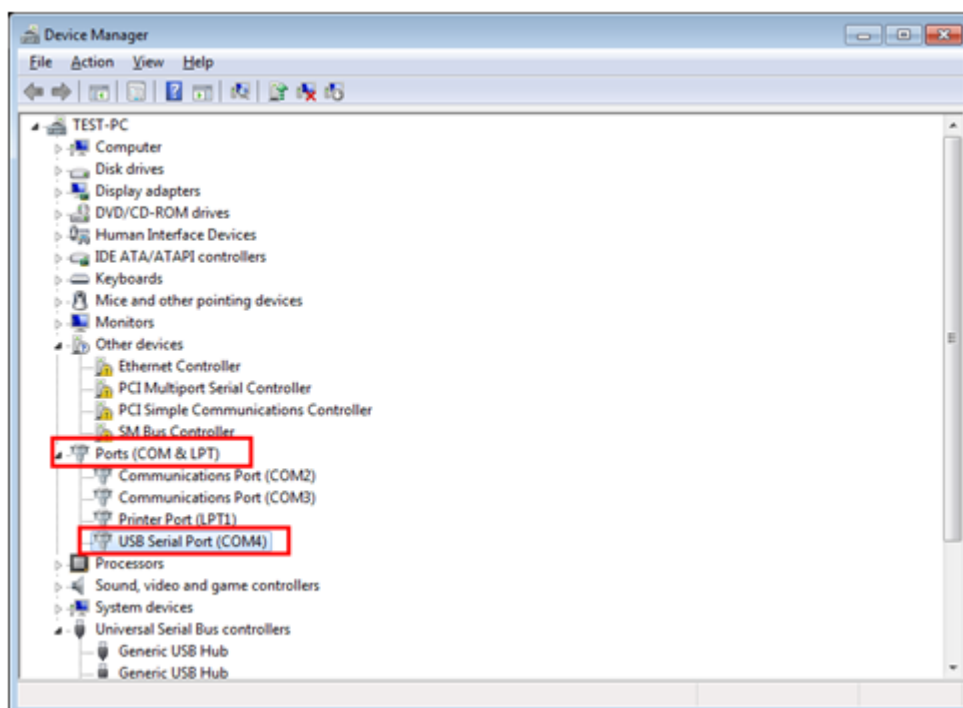 Device Manager
File Action View Help
TEST-PC
Computer
Disk drives
Display adapters
DVD/CD-ROM drives
Human Interface Devices
IDE ATA/ATAPI controllers
Keyboards
Mice and other pointing devices
Monitors
Other devices
Ethernet Controller
PCI Multiport Serial Controller
PCI Simple Communications Controller
SM Bus Controller
Ports (COM & LPT)
Communications Port (COM2)
Communications Port (COM3)
Printer Port (LPT1)
USB Serial Port (COM4)
Processors
Sound, video and game controllers
System devices
Universal Serial Bus controllers
Generic USB Hub
Generic USB Hub